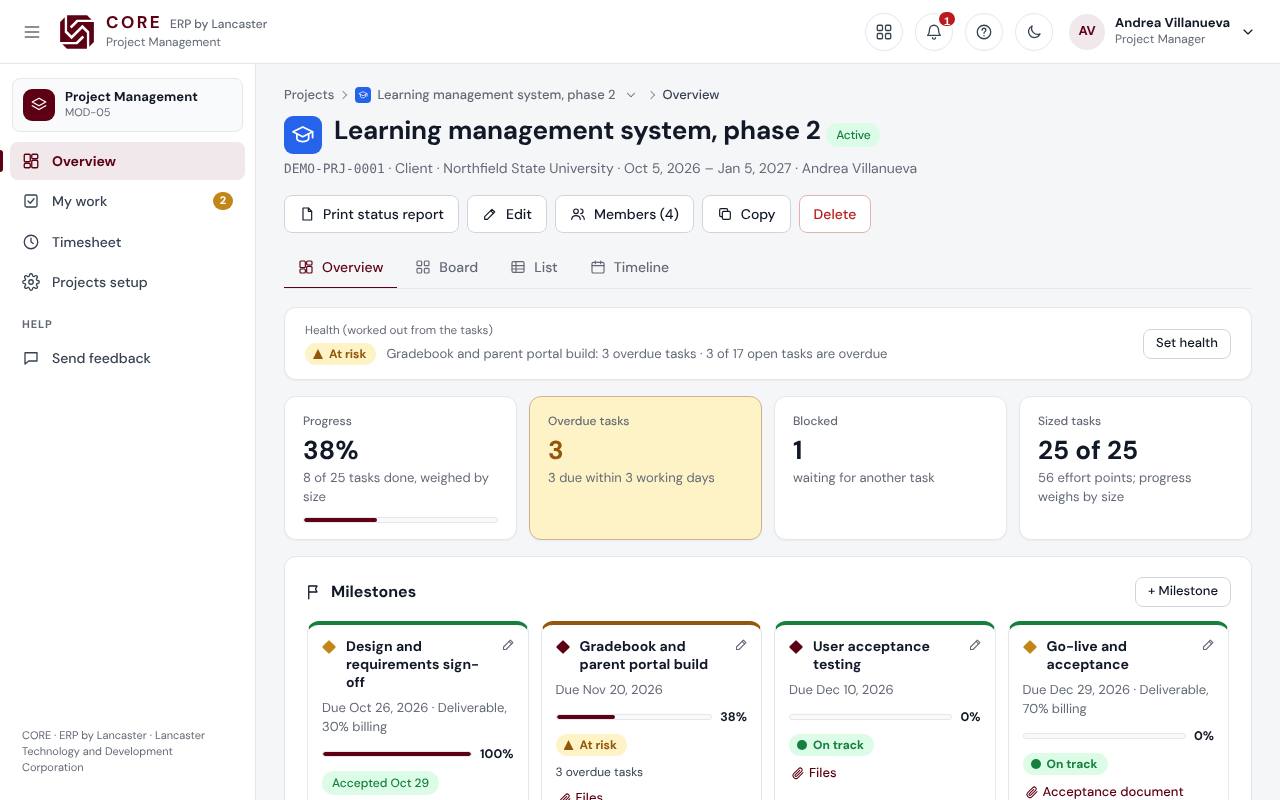 CORE ERP by Lancaster
Project Management
1
AV
Andrea Villanueva
Project Manager
Project Management
MOD-05
Overview
My work 2
Timesheet
Projects setup
HELP
Send feedback
CORE · ERP by Lancaster · Lancaster
Technology and Development
Corporation
Projects Learning management system, phase 2 Overview
Learning management system, phase 2 Active
DEMO-PRJ-0001 · Client · Northfield State University · Oct 5, 2026 – Jan 5, 2027 · Andrea Villanueva
Print status report Edit Members (4) Copy Delete
Overview Board List Timeline
Health (worked out from the tasks)
At risk Gradebook and parent portal build: 3 overdue tasks · 3 of 17 open tasks are overdue
Set health
Progress
38%
8 of 25 tasks done, weighed by
size
Overdue tasks
3
3 due within 3 working days
Blocked
1
waiting for another task
Sized tasks
25 of 25
56 effort points; progress
weighs by size
Milestones
+ Milestone
Design and
requirements sign-
off
Due Oct 26, 2026 · Deliverable,
30% billing
100%
Accepted Oct 29
Gradebook and
parent portal build
Due Nov 20, 2026
38%
At risk
3 overdue tasks
Files
User acceptance
testing
Due Dec 10, 2026
0%
On track
Files
Go-live and
acceptance
Due Dec 29, 2026 · Deliverable,
70% billing
0%
On track
Acceptance document